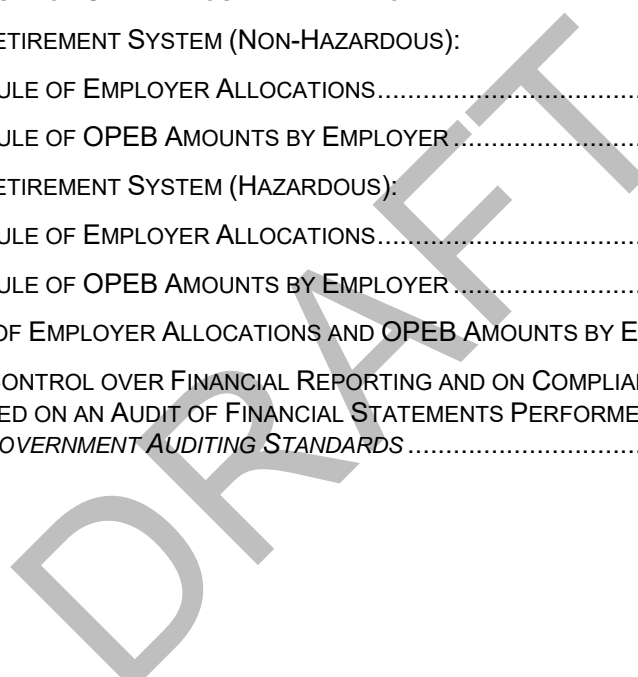 ETIREMENT SYSTEM (NON-HAZARDOUS):
ULE OF EMPLOYER ALLOCATIONS
ULE OF OPEB AMOUNTS BY EMPLOYER
ETIREMENT SYSTEM (HAZARDOUS):
ULE OF EMPLOYER ALLOCATIONS
ULE OF OPEB AMOUNTS BY EMPLOYER
OF EMPLOYER ALLOCATIONS AND OPEB AMOUNTS BY E
ONTROL OVER FINANCIAL REPORTING AND ON COMPLIAN
ED ON AN AUDIT OF FINANCIAL STATEMENTS PERFORME
OVERNMENT AUDITING STANDARDS
DRAFT